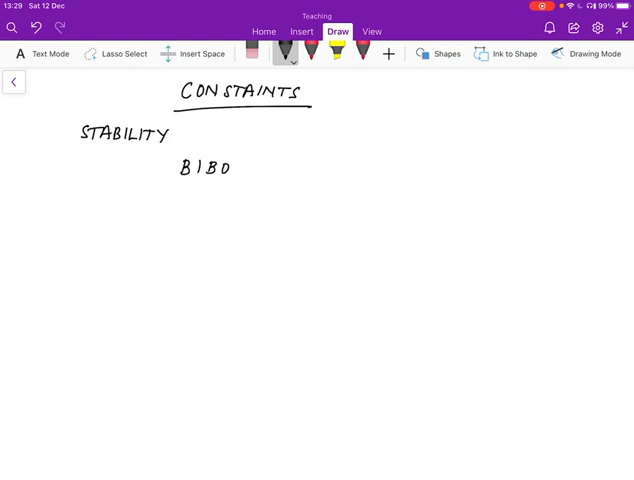 13:29 Sat 12 Dec
99%
Teaching
Home Insert Draw View
Text Mode Lasso Select Insert Space Shapes Ink to Shape Drawing Mode
CONSTAINTS
STABILITY
BIBO